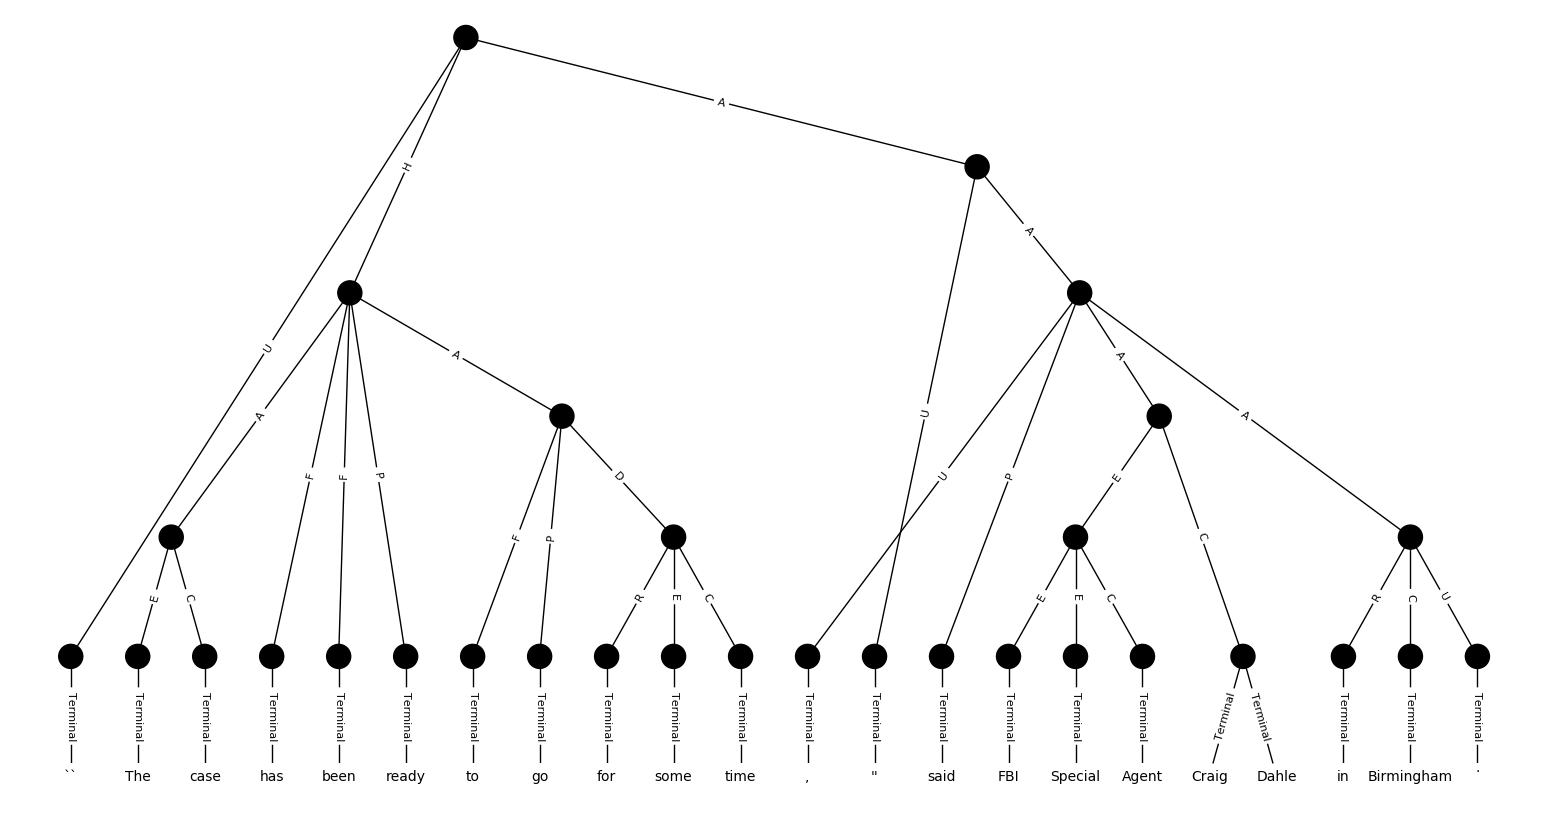 A
H
A
U
A
A
A
A
U
F
F
P
U
P
E
D
F
P
C
E
C
R
E
C
E
E
C
R
C
U
Terminal Terminal Terminal Terminal Terminal Terminal Terminal Terminal Terminal Terminal Terminal Terminal Terminal Terminal Terminal Terminal Terminal Terminal Terminal Terminal Terminal Terminal
`` The case has been ready to go for some time , " said FBI Special Agent Craig Dahle in Birmingham .